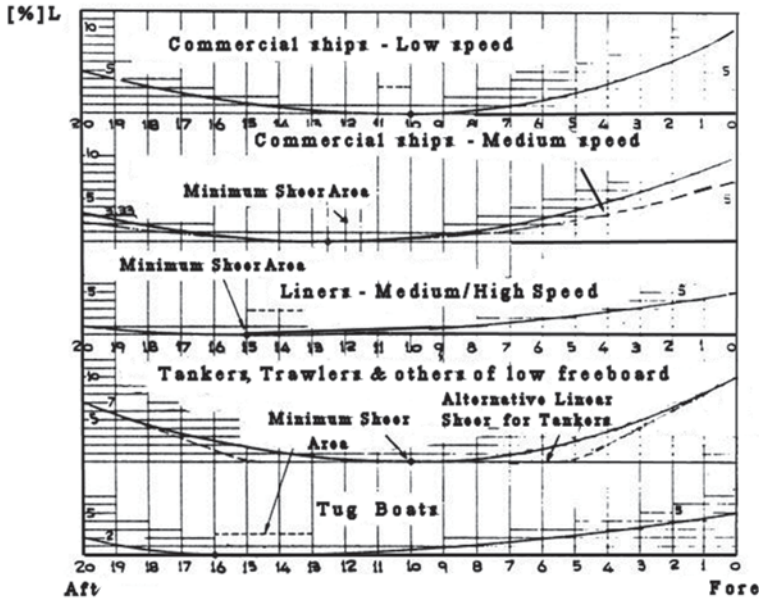 [%]L
10
Commercial ships - Low speed
5
5
20 19 18 17 16 15 14 13 12 11 10 9 8 7 6 5 4 3 2 1 0
Commercial ships - Medium speed
10
Minimum Sheer Area
5
3,33
5
Minimum Sheer Area
Liners - Medium/High Speed
5
5
20 19 18 17 16 15 14 13 12 11 10 9 8 7 6 5 4 3 2 1 0
Tankers, Trawlers & others of low freeboard
10
Alternative Linear
Sheer for Tankers
7
Minimum Sheer
Area
5
Tug Boats
5
5
2
20 19 18 17 16 15 14 13 12 11 10 9 8 7 6 5 4 3 2 1 0
Aft
Fore